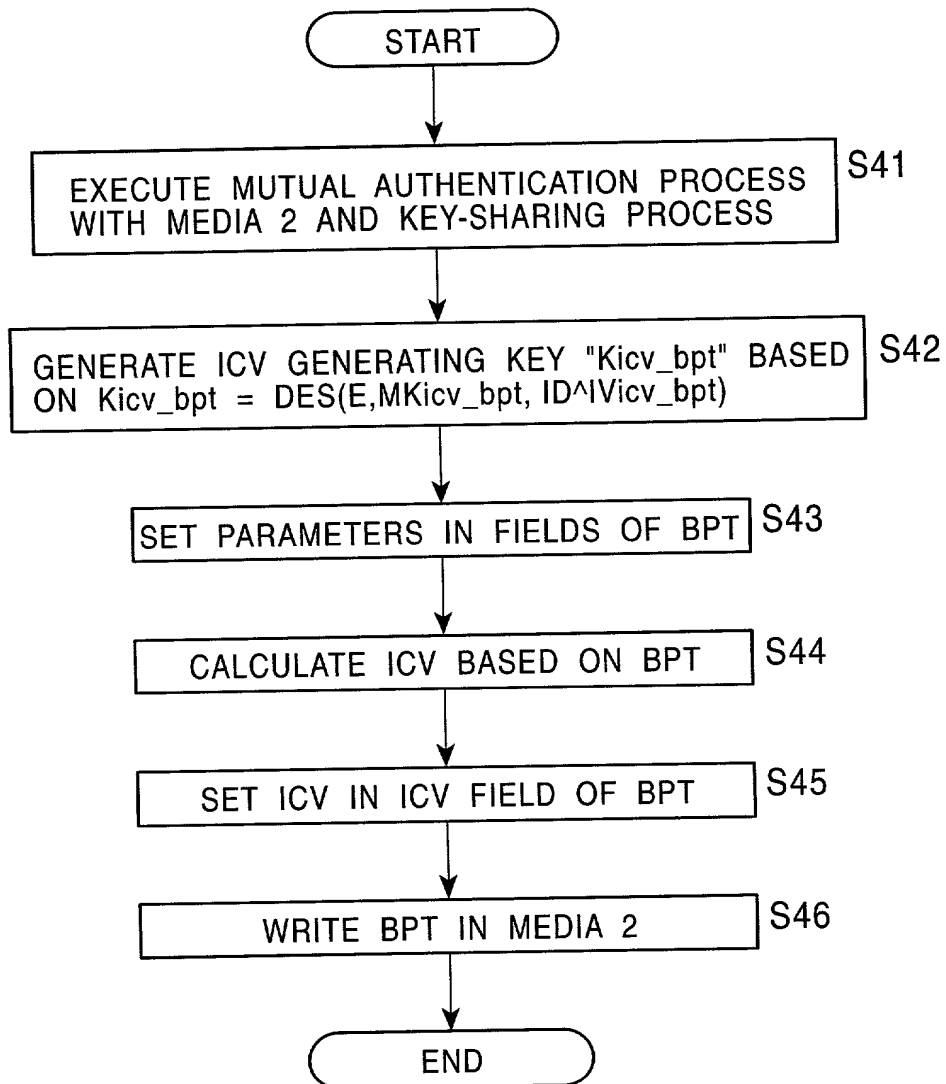 START
EXECUTE MUTUAL AUTHENTICATION PROCESS
WITH MEDIA 2 AND KEY-SHARING PROCESS
S41
GENERATE ICV GENERATING KEY "Kicv_bpt" BASED
ON Kicv_bpt = DES(E,MKicv_bpt, ID^IVicv_bpt)
S42
SET PARAMETERS IN FIELDS OF BPT
S43
CALCULATE ICV BASED ON BPT
S44
SET ICV IN ICV FIELD OF BPT
S45
WRITE BPT IN MEDIA 2
S46
END